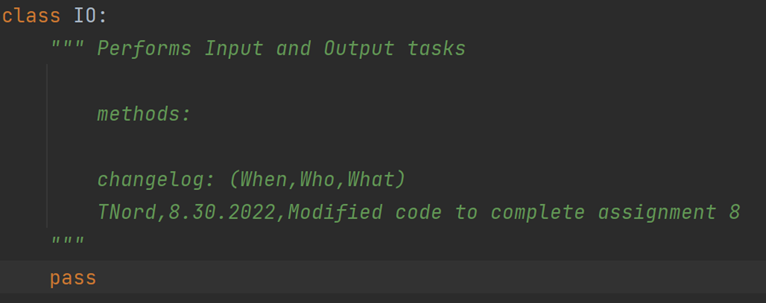 class IO:
""" Performs Input and Output tasks
methods:
changelog: (When,Who,What)
TNord,8.30.2022,Modified code to complete assignment 8
"""
pass